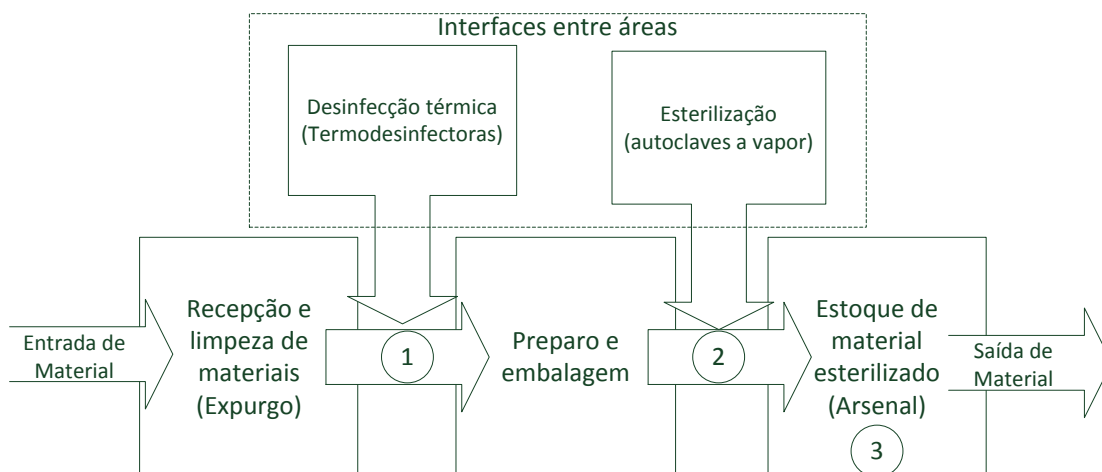 Interfaces entre áreas
Desinfecção térmica
(Termodesinfectoras)
Esterilização
(autoclaves a vapor)
Entrada de
Material
Recepção e
limpeza de
materiais
(Expurgo)
1
Preparo e
embalagem
2
Estoque de
material
esterilizado
(Arsenal)
3
Saída de
Material